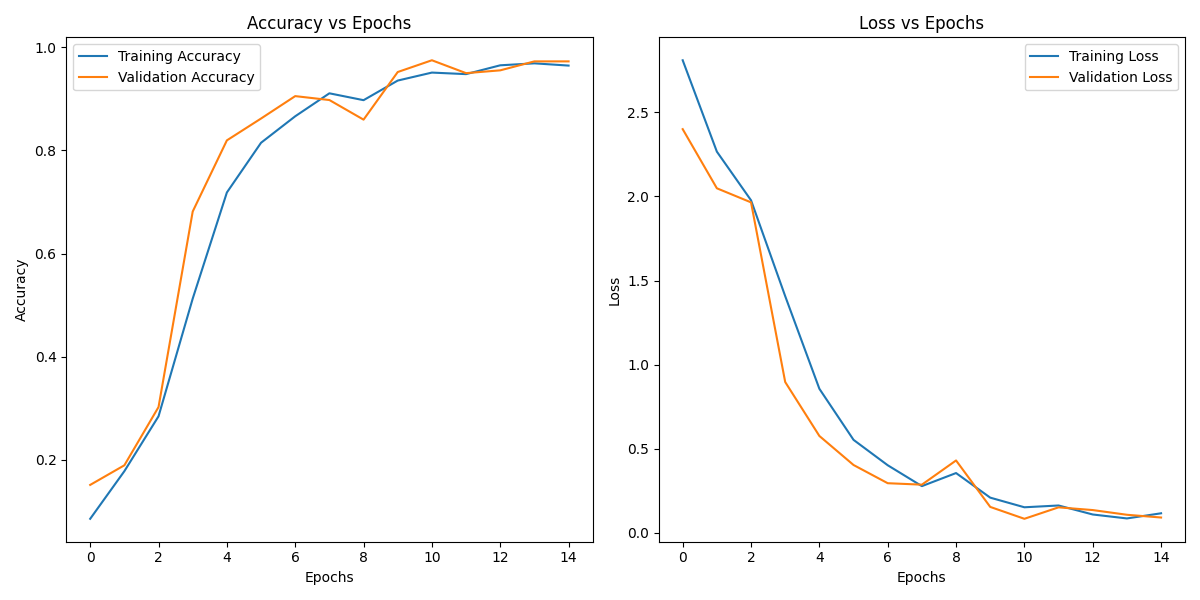 Accuracy vs Epochs
Training Accuracy
Validation Accuracy
1.0
0.8
0.6
0.4
0.2
Accuracy
0 2 4 6 8 10 12 14
Epochs
Loss vs Epochs
Training Loss
Validation Loss
2.5
2.0
1.5
1.0
0.5
0.0
Loss
0 2 4 6 8 10 12 14
Epochs